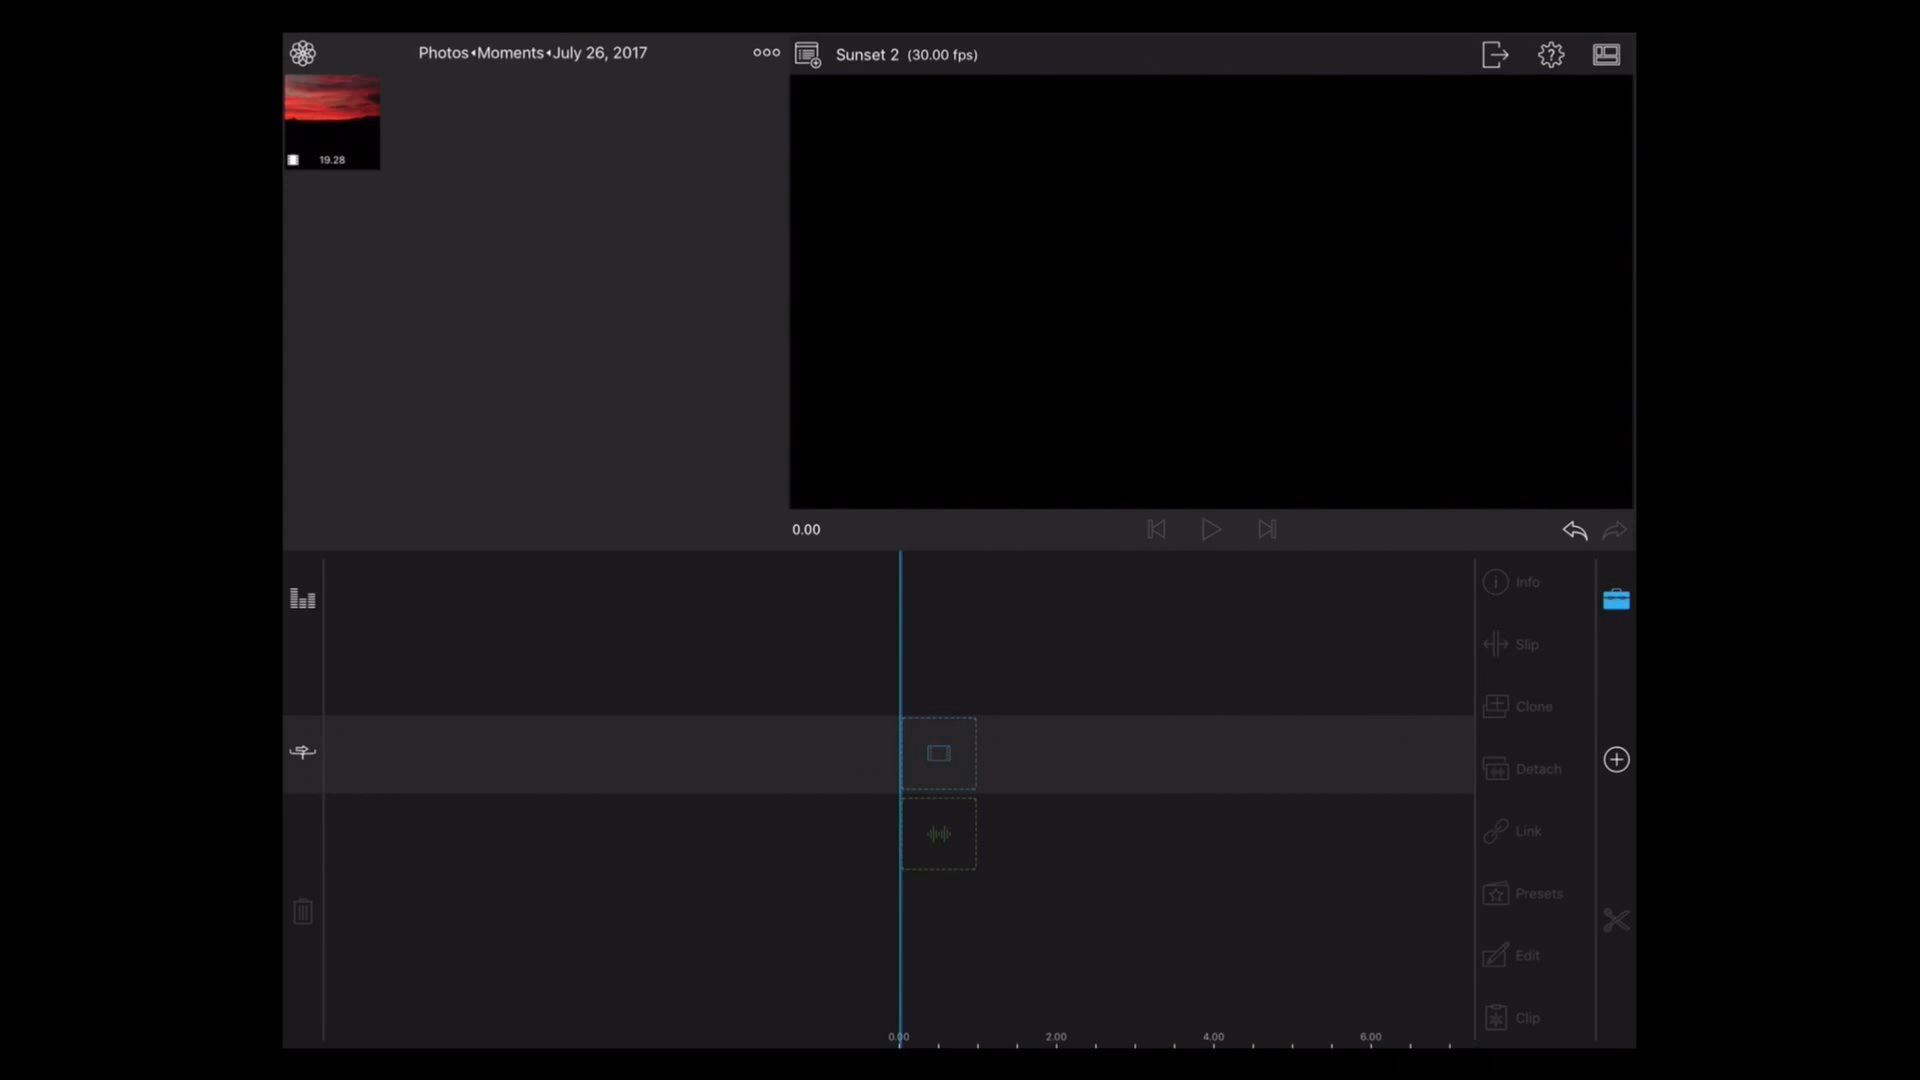 Photos◂Moments◂July 26, 2017
Sunset 2 (30.00 fps)
19.28
0.00
Info
Slip
Clone
Detach
Link
Presets
Edit
Clip
0.00 2.00 4.00 6.00